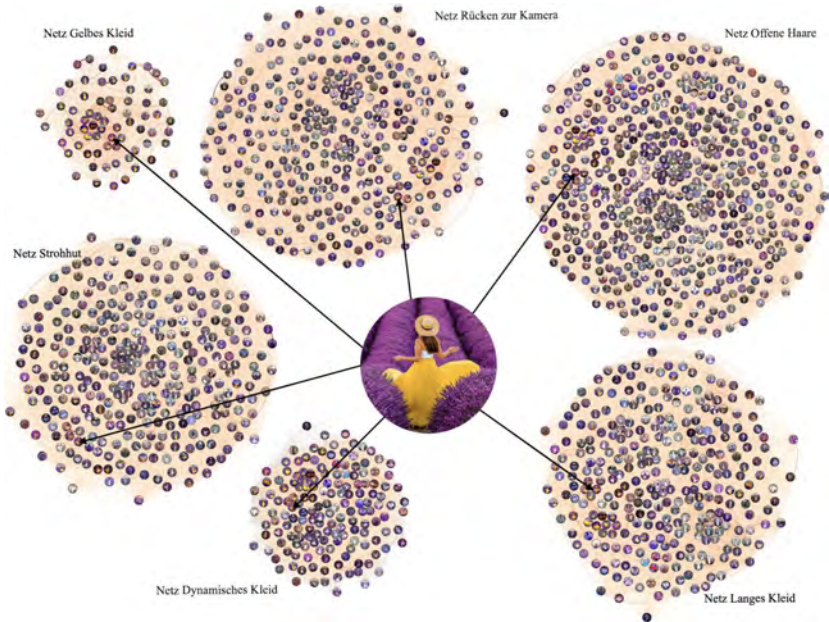 Netz Rücken zur Kamera
Netz Gelbes Kleid
Netz Offene Haare
Netz Strohhut
Netz Dynamisches Kleid
Netz Langes Kleid